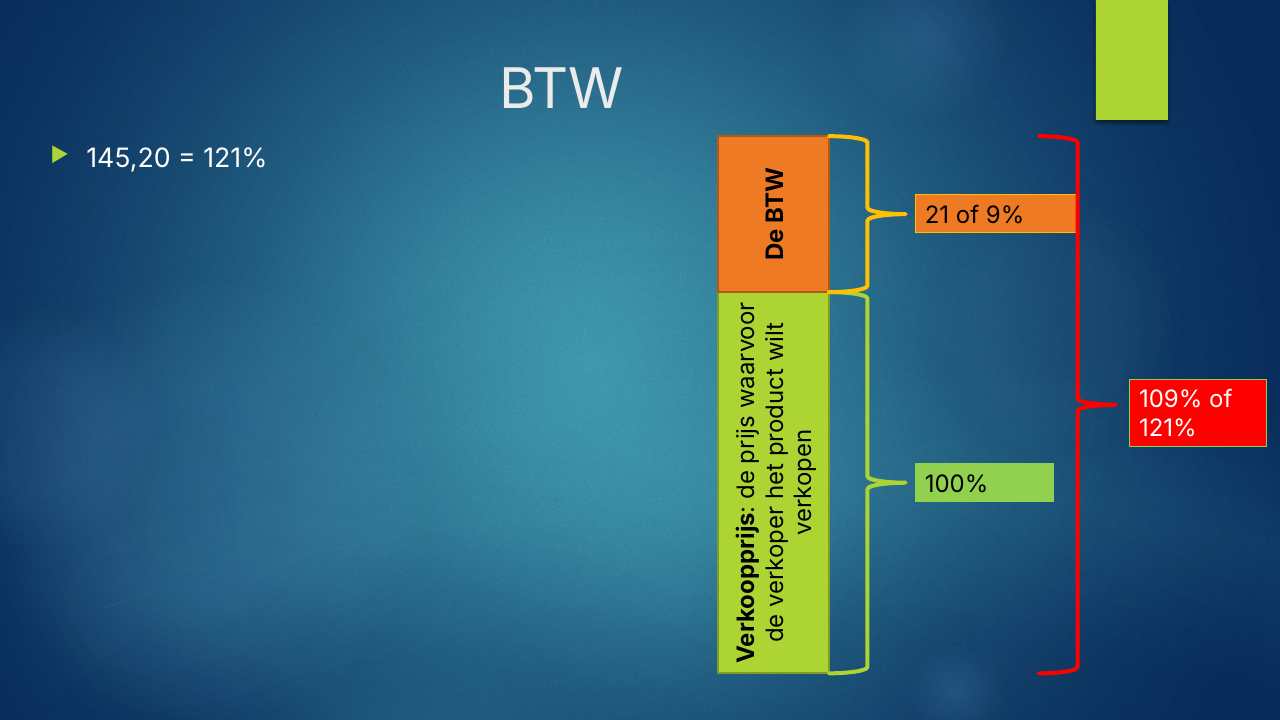 BTW
145,20 = 121%
De BTW
21 of 9%
Verkoopprijs: de prijs waarvoor
de verkoper het product wilt
verkopen
100%
109% of
121%